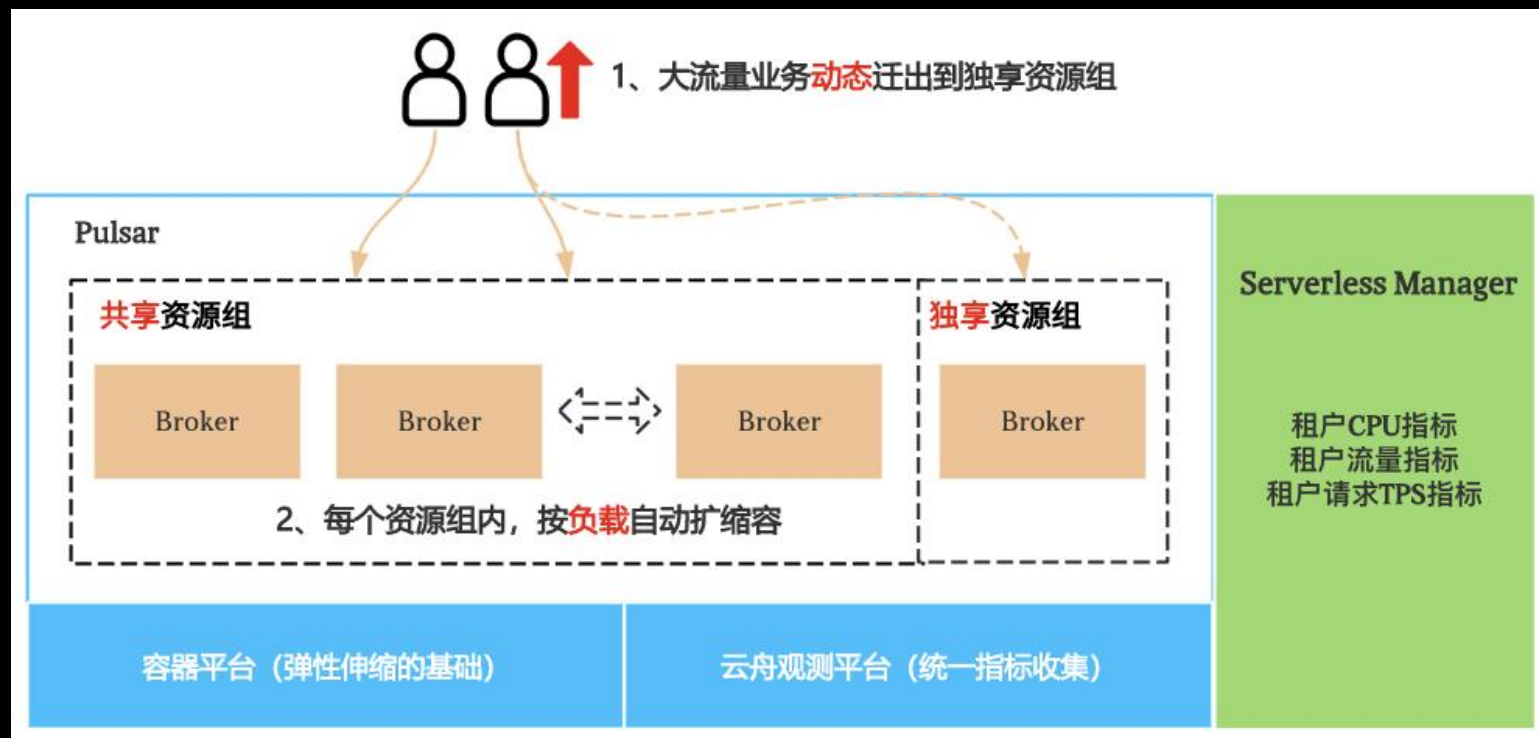 1、大流量业务动态迁出到独享资源组
Pulsar
共享资源组
独享资源组
Broker
Broker
Broker
Broker
2、每个资源组内，按负载自动扩缩容
容器平台（弹性伸缩的基础）
云舟观测平台（统一指标收集）
Serverless Manager
租户CPU指标
租户流量指标
租户请求TPS指标